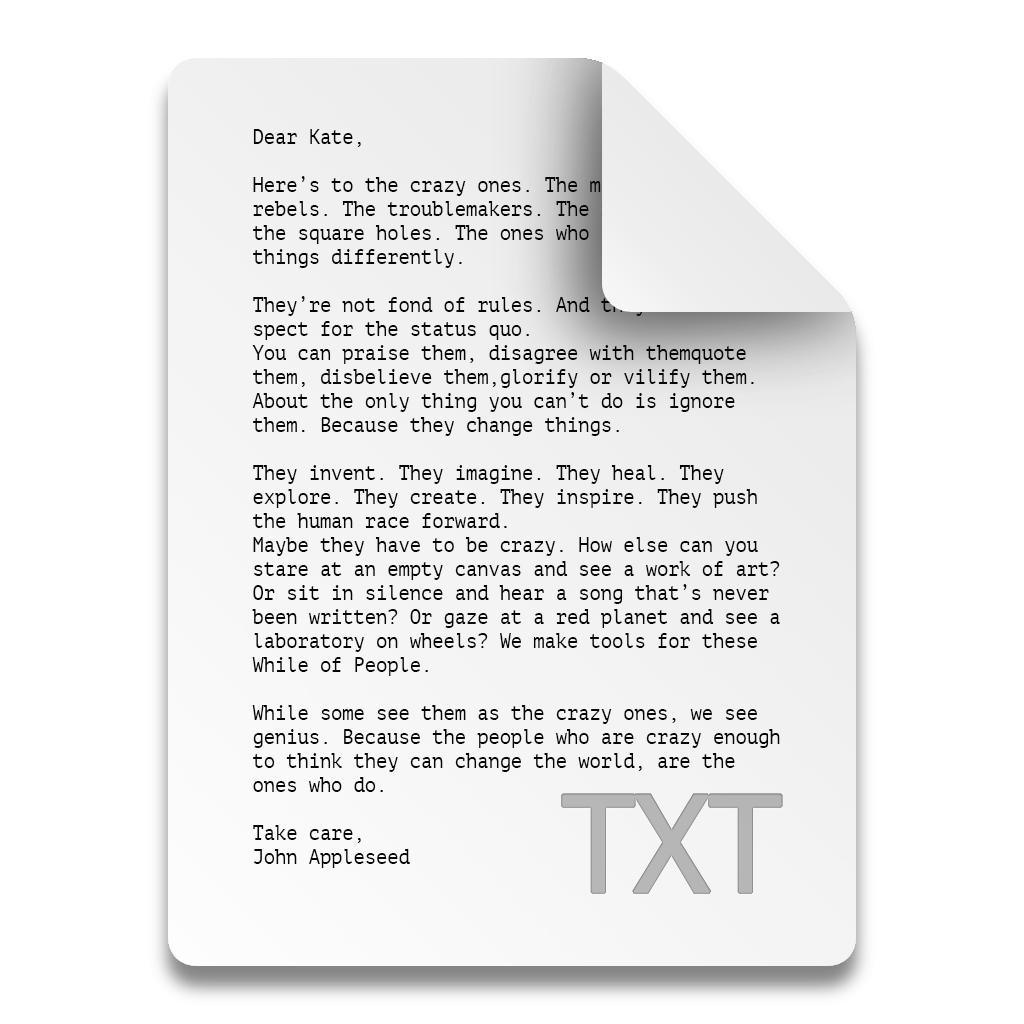 Dear Kate,
Here’s to the crazy ones. The
rebels. The troublemakers. The
the square holes. The ones who
things differently.
They’re not fond of rules. And
spect for the status quo.
You can praise them, disagree with themquote
them, disbelieve them,glorify or vilify them.
About the only thing you can’t do is ignore
them. Because they change things.
They invent. They imagine. They heal. They
explore. They create. They inspire. They push
the human race forward.
Maybe they have to be crazy. How else can you
stare at an empty canvas and see a work of art?
Or sit in silence and hear a song that’s never
been written? Or gaze at a red planet and see a
laboratory on wheels? We make tools for these
While of People.
While some see them as the crazy ones, we see
genius. Because the people who are crazy enough
to think they can change the world, are the
ones who do.
Take care,
John Appleseed
TXT